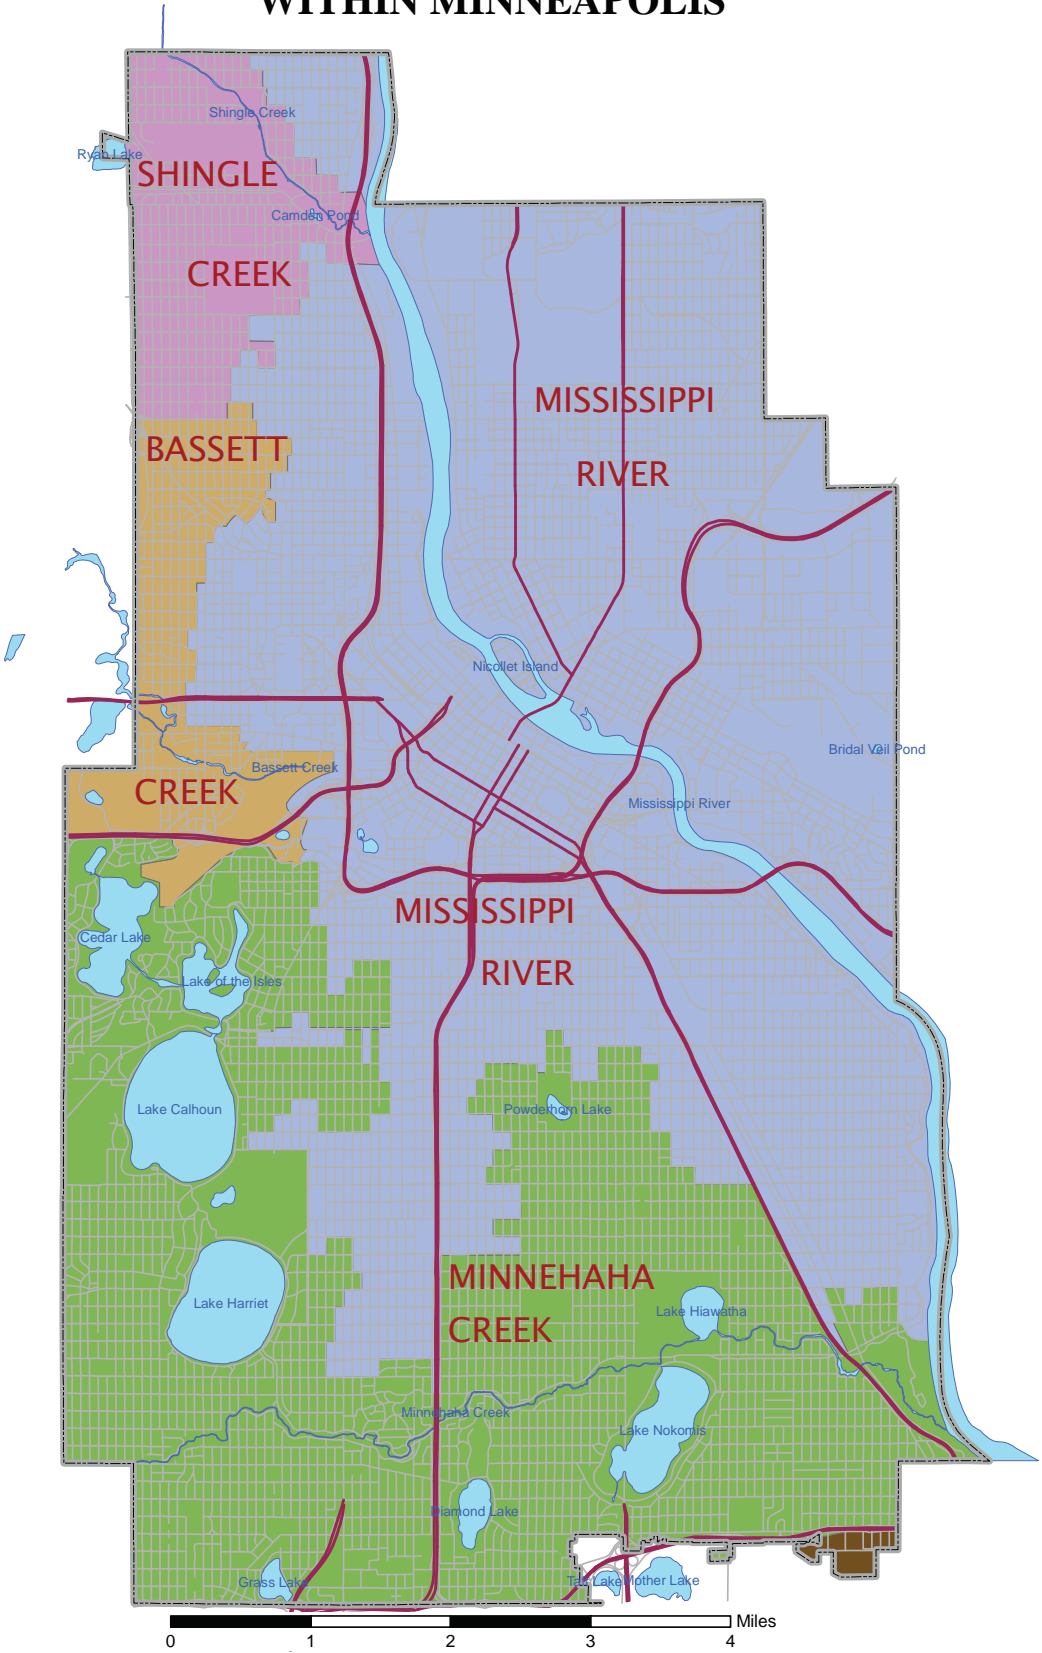 WITHIN MINNEAPOLIS
Shingle Creek
Ryan Lake
SHINGLE
Camden Pond
CREEK
MISSISSIPPI
BASSETT
RIVER
Nicollet Island
Bridal Veil Pond
Bassett Creek
CREEK
Mississippi River
MISSISSIPPI
Cedar Lake
RIVER
Lake of the Isles
Lake Calhoun
Powderhorn Lake
MINNEHAHA
Lake Harriet
Lake Hiawatha
CREEK
Minnehaha Creek
Lake Nokomis
Diamond Lake
Grass Lake
Taft Lake
Mother Lake
Miles
0 1 2 3 4